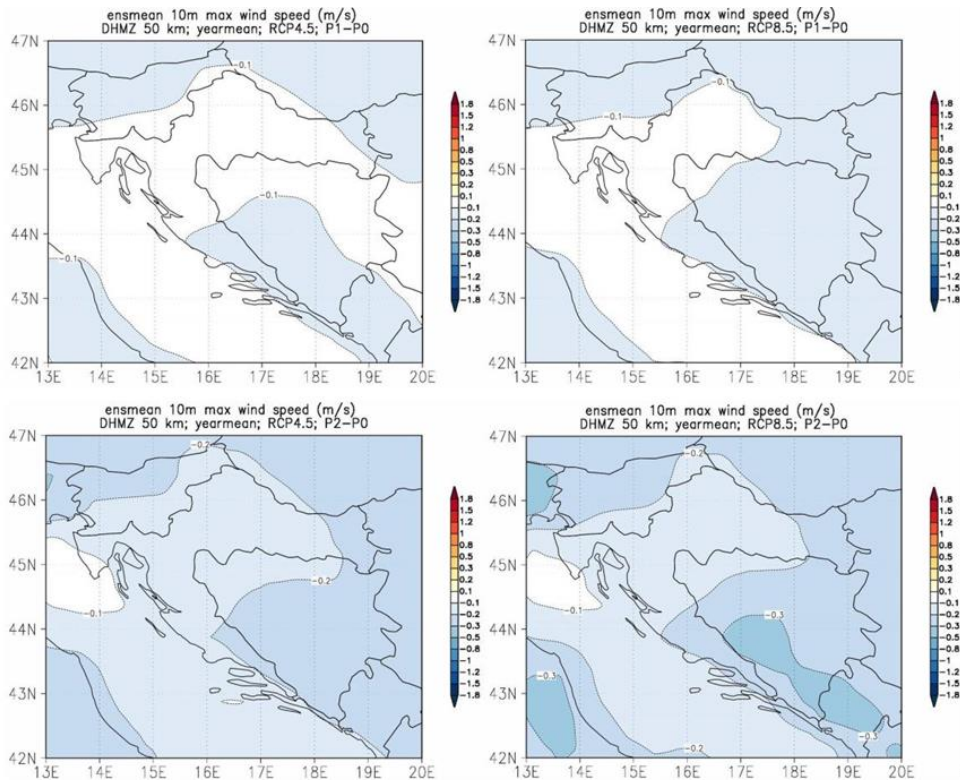 ensmean 10m max wind speed (m/s)
DHMZ 50 km; yearmean; RCP4.5; P1-P0
47N
46N
45N
44N
43N
42N
13E 14E 15E 16E 17E 18E 19E 20E
-0.1
-0.1
-0.1
1.8
1.5
1.2
1
0.8
0.5
0.3
0.2
0.1
-0.1
-0.2
-0.3
-0.5
-0.8
-1
-1.2
-1.5
-1.8
ensmean 10m max wind speed (m/s)
DHMZ 50 km; yearmean; RCP8.5; P1-P0
47N
46N
45N
44N
43N
42N
13E 14E 15E 16E 17E 18E 19E 20E
-0.1
-0.1
1.8
1.5
1.2
1
0.8
0.5
0.3
0.2
0.1
-0.1
-0.2
-0.3
-0.5
-0.8
-1
-1.2
-1.5
-1.8
ensmean 10m max wind speed (m/s)
DHMZ 50 km; yearmean; RCP4.5; P2-P0
47N
46N
45N
44N
43N
42N
13E 14E 15E 16E 17E 18E 19E 20E
-0.2
-0.2
-0.1
1.8
1.5
1.2
1
0.8
0.5
0.3
0.2
0.1
-0.1
-0.2
-0.3
-0.5
-0.8
-1
-1.2
-1.5
-1.8
ensmean 10m max wind speed (m/s)
DHMZ 50 km; yearmean; RCP8.5; P2-P0
47N
46N
45N
44N
43N
42N
13E 14E 15E 16E 17E 18E 19E 20E
-0.2
-0.1
-0.3
-0.3
-0.3
-0.2
1.8
1.5
1.2
1
0.8
0.5
0.3
0.2
0.1
-0.1
-0.2
-0.3
-0.5
-0.8
-1
-1.2
-1.5
-1.8